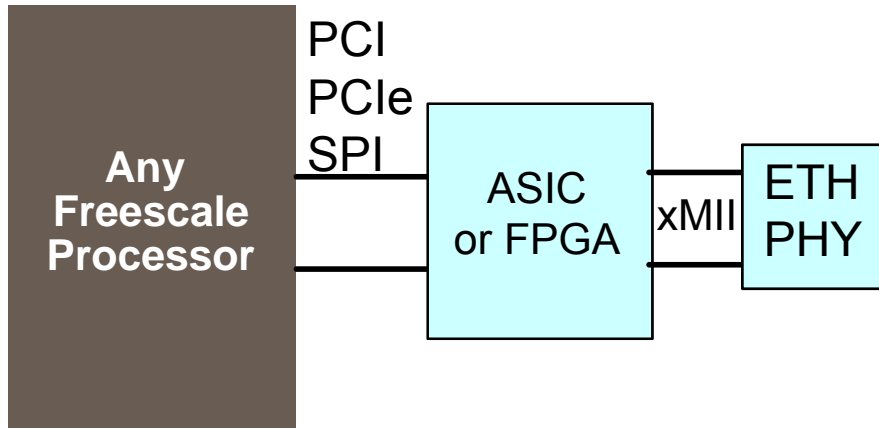 Any
Freescale
Processor
PCI
PCIe
SPI
ASIC
or FPGA
xMII
ETH
PHY